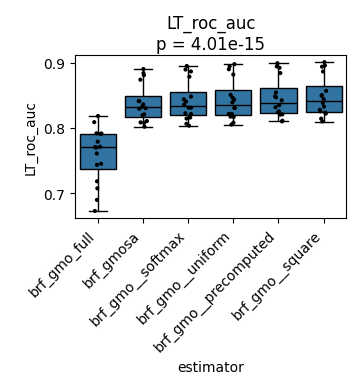 LT_roc_auc
p = 4.01e-15
LT_roc_auc
0.9
0.8
0.7
brf_gmo_full
brf_gmosa
brf_gmo__softmax
brf_gmo__uniform
brf_gmo__precomputed
brf_gmo__square
estimator